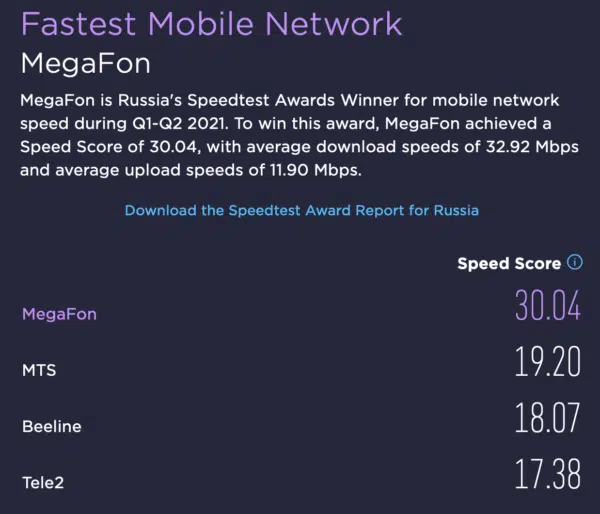 Fastest Mobile Network
MegaFon
MegaFon is Russia's Speedtest Awards Winner for mobile network
speed during Q1-Q2 2021. To win this award, MegaFon achieved a
Speed Score of 30.04, with average download speeds of 32.92 Mbps
and average upload speeds of 11.90 Mbps.
Download the Speedtest Award Report for Russia
Speed Score
MegaFon 30.04
MTS 19.20
Beeline 18.07
Tele2 17.38